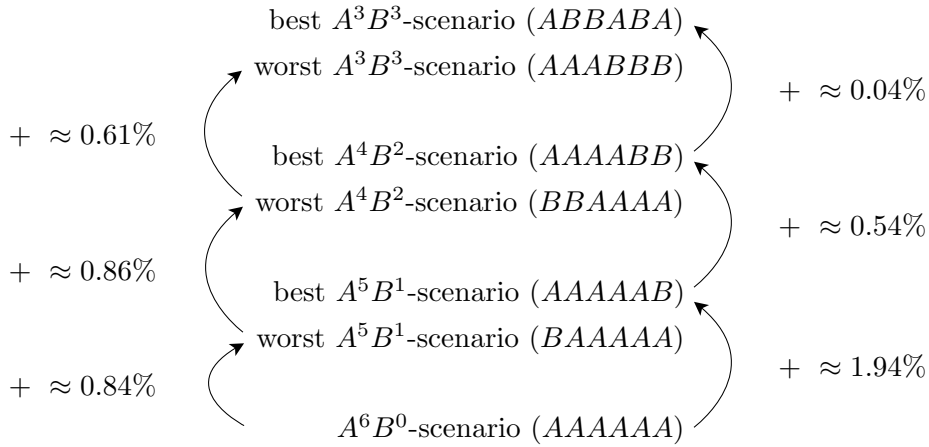 best A³B³-scenario (ABBABA)
worst A³B³-scenario (AAABBB)
+ ≈ 0.04%
+ ≈ 0.61%
best A⁴B²-scenario (AAAABB)
worst A⁴B²-scenario (BBAAAA)
+ ≈ 0.54%
+ ≈ 0.86%
best A⁵B¹-scenario (AAAAAB)
worst A⁵B¹-scenario (BAAAAA)
+ ≈ 1.94%
+ ≈ 0.84%
A⁶B⁰-scenario (AAAAAA)